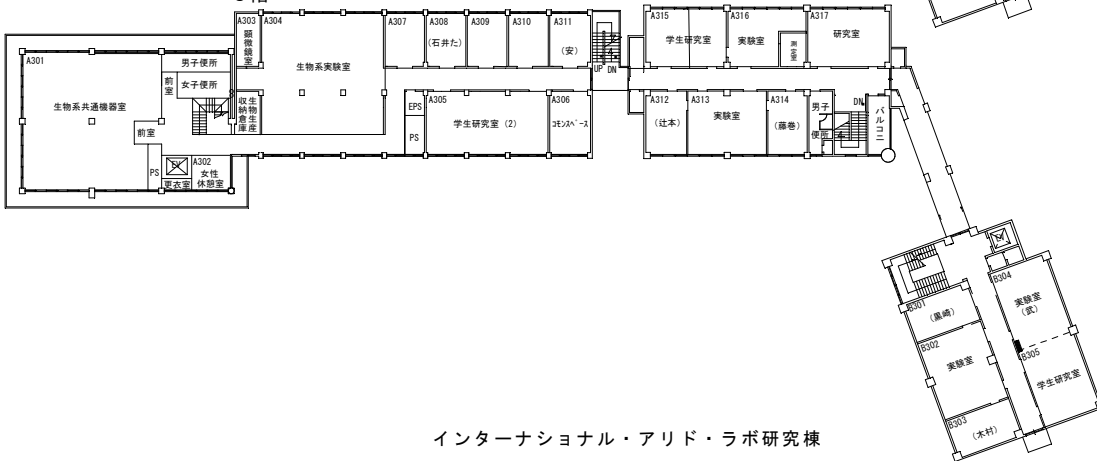 A301
生物系共通機器室
男子便所
前室
女子便所
前室
PS
EV
更衣室
A302
女性
休憩室
A303
顕微鏡室
A304
生物系実験室
生物生産
収納倉庫
A307
A308
(石井た)
A309
A310
A311
(安)
UP
DN
EPS
PS
A305
学生研究室 (2)
A306
コモンスペース
A315
学生研究室
A316
実験室
測定室
A317
研究室
A312
(辻本)
A313
実験室
A314
(藤巻)
男子
便所
DN
バルコニー
EV
B301
(黒崎)
B302
実験室
B303
(木村)
B304
実験室
(武)
B305
学生研究室
インターナショナル・アリド・ラボ研究棟